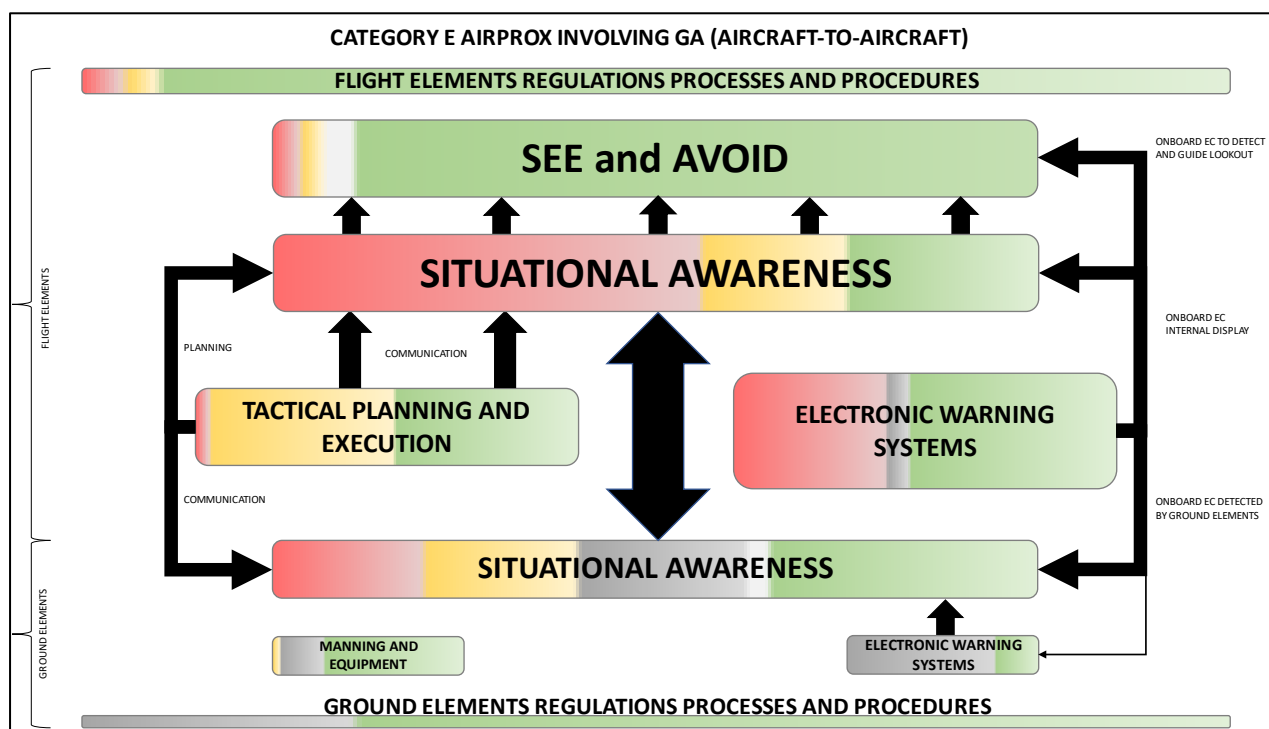 CATEGORY E AIRPROX INVOLVING GA (AIRCRAFT-TO-AIRCRAFT)
FLIGHT ELEMENTS REGULATIONS PROCESSES AND PROCEDURES
SEE and AVOID
ONBOARD EC TO DETECT
AND GUIDE LOOKOUT
SITUATIONAL AWARENESS
FLIGHT ELEMENTS
PLANNING
COMMUNICATION
ONBOARD EC
INTERNAL DISPLAY
TACTICAL PLANNING AND
EXECUTION
ELECTRONIC WARNING
SYSTEMS
COMMUNICATION
ONBOARD EC DETECTED
BY GROUND ELEMENTS
SITUATIONAL AWARENESS
GROUND ELEMENTS
MANNING AND
EQUIPMENT
ELECTRONIC WARNING
SYSTEMS
GROUND ELEMENTS REGULATIONS PROCESSES AND PROCEDURES